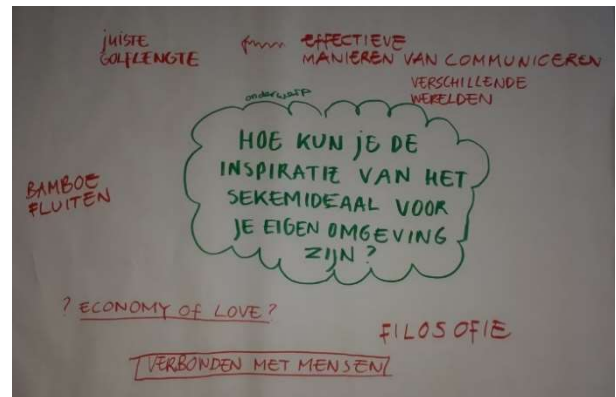 JUISTE
GOLFLENGTE
EFFECTIEVE
MANIEREN VAN COMMUNICEREN
VERSCHILLENDE
WERELDEN
onderwerp
HOE KUN JE DE
INSPIRATIE VAN HET
SEKEMIDEAAL VOOR
JE EIGEN OMGEVING
ZIJN?
BAMBOE
FLUITEN
? ECONOMY OF LOVE?
FILOSOFIE
VERBONDEN MET MENSEN